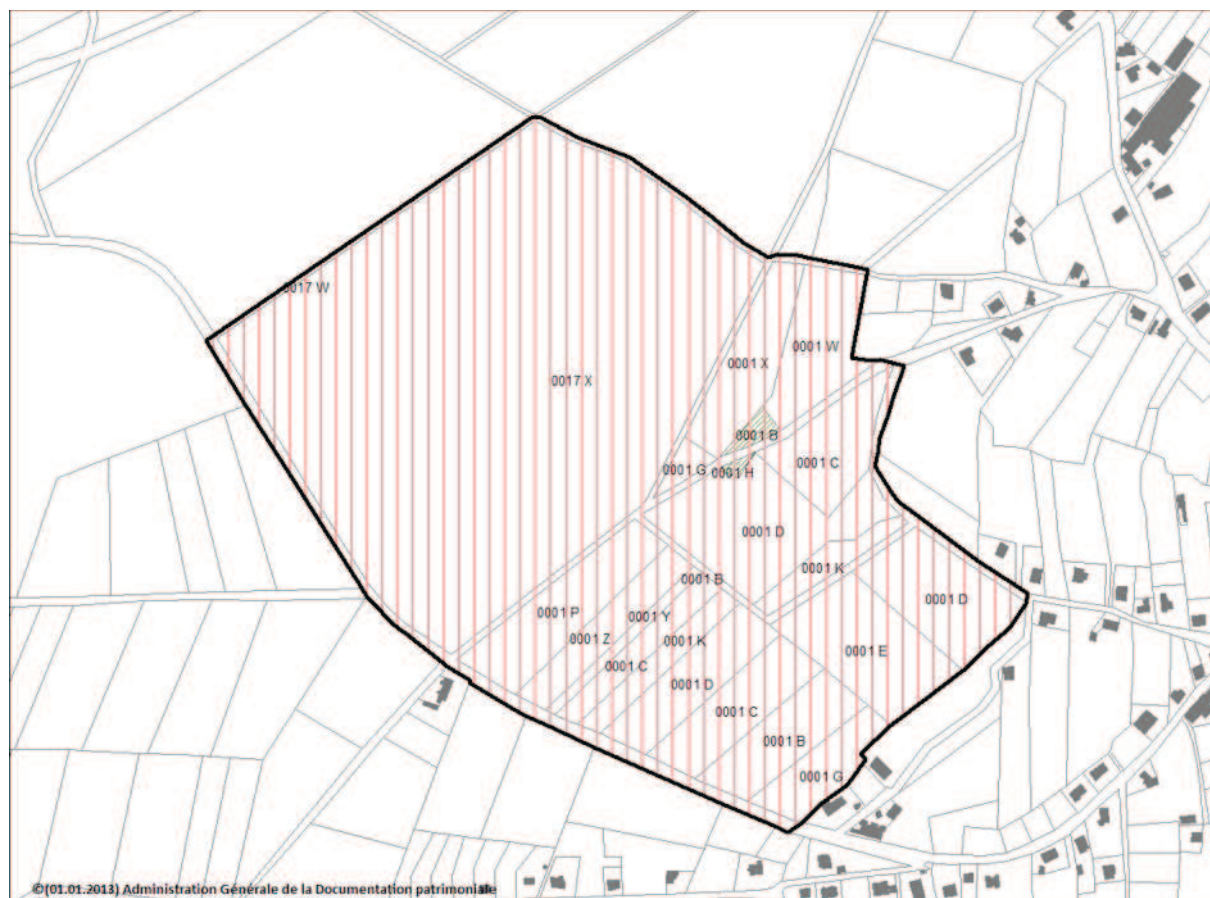 0017 W
0001 W
0001 X
0017 X
0001 B
0001 C
0001 G
0001 H
0001 D
0001 K
0001 B
0001 D
0001 P
0001 Y
0001 Z
0001 K
0001 E
0001 C
0001 D
0001 C
0001 B
0001 G
©(01.01.2013) Administration Générale de la Documentation patrimoniale